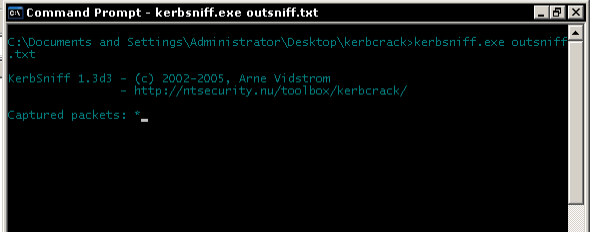 Command Prompt - kerbsniff.exe outsniff.txt
C:\Documents and Settings\Administrator\Desktop\kerbcrack>kerbsniff.exe outsniff
.txt
KerbSniff 1.3d3 - (c) 2002-2005, Arne Vidstrom
- http://ntsecurity.nu/toolbox/kerbcrack/
Captured packets: *